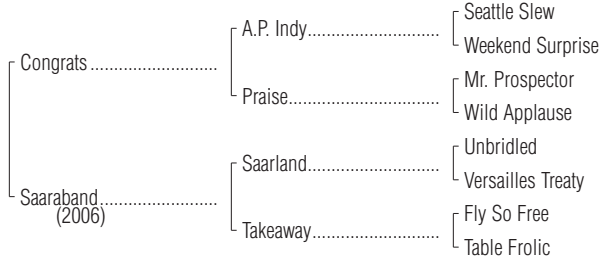 Seattle Slew
A.P. Indy
Weekend Surprise
Congrats
Mr. Prospector
Praise
Wild Applause
Unbridled
Saarland
Versailles Treaty
Saaraband
(2006)
Fly So Free
Takeaway
Table Frolic